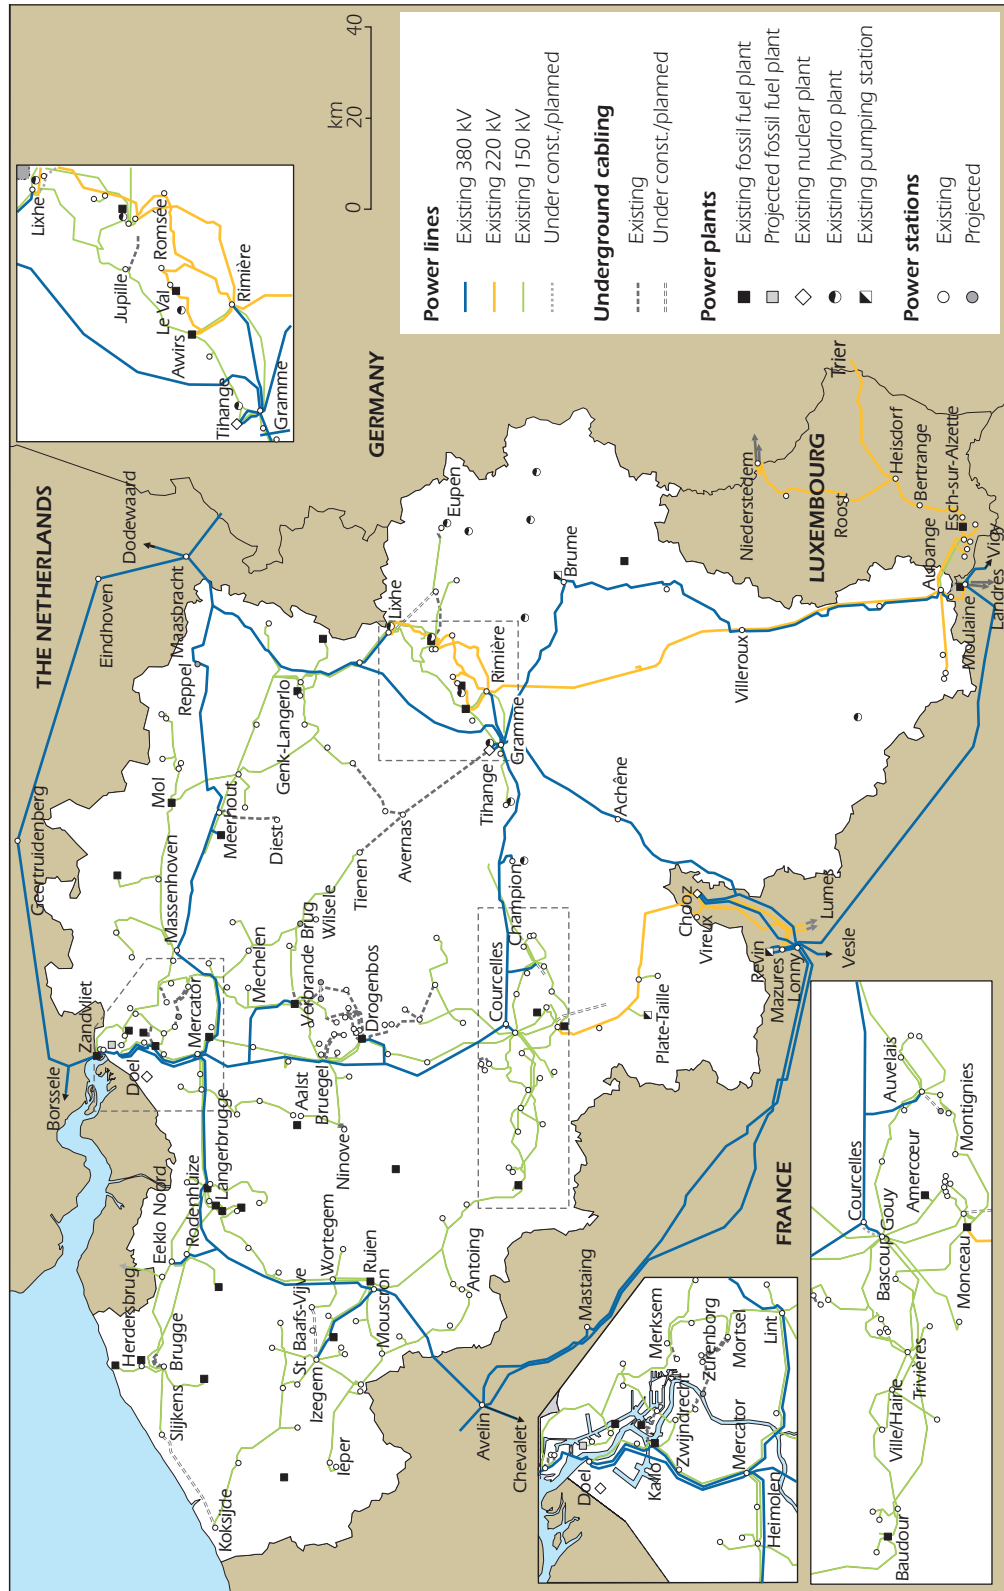 Power lines
Existing 380 kV
Existing 220 kV
Existing 150 kV
Under const./planned
Underground cabling
Existing
Under const./planned
Power plants
Existing fossil fuel plant
Projected fossil fuel plant
Existing nuclear plant
Existing hydro plant
Existing pumping station
Power stations
Existing
Projected
0
20
40
km
THE NETHERLANDS
GERMANY
LUXEMBOURG
FRANCE
Borssele
Geertruidenberg
Eindhoven
Dodewaard
Maasbracht
Zandvliet
Doel
Mercator
Massenhoven
Mol
Reppel
Meerhout
Genk-Langerlo
Diest
Mechelen
Verbrande Brug
Wilsele
Tienen
Avernas
Drogenbos
Bruegel
Aalst
Ninove
Herdersbrug
Eeklo Noord
Rodenhuize
Langerbrugge
Brugge
Slijkens
Koksijde
St. Baafs-Vijve
Wortegem
Izegem
Ieper
Ruien
Mouscron
Antoing
Avelin
Chevalet
Mastaing
Courcelles
Champion
Tihange
Gramme
Rimière
Lixhe
Eupen
Brume
Achêne
Villeroux
Chooz
Vireux
Revin
Mazures
Lonny
Lumes
Vesle
Plate-Taille
Aubange
Moulaine
Landres
Vigy
Esch-sur-Alzette
Bertrange
Heisdorf
Roost
Niederstedem
Trier
Lixhe
Romsée
Jupille
Le Val
Awirs
Rimière
Tihange
Gramme
Doel
Kallo
Zwijndrecht
Merksem
Zurenborg
Mortsel
Mercator
Lint
Heimolen
Courcelles
Auvelais
Gouy
Bascoup
Amercœur
Montignies
Monceau
Trivières
Ville/Haine
Baudour